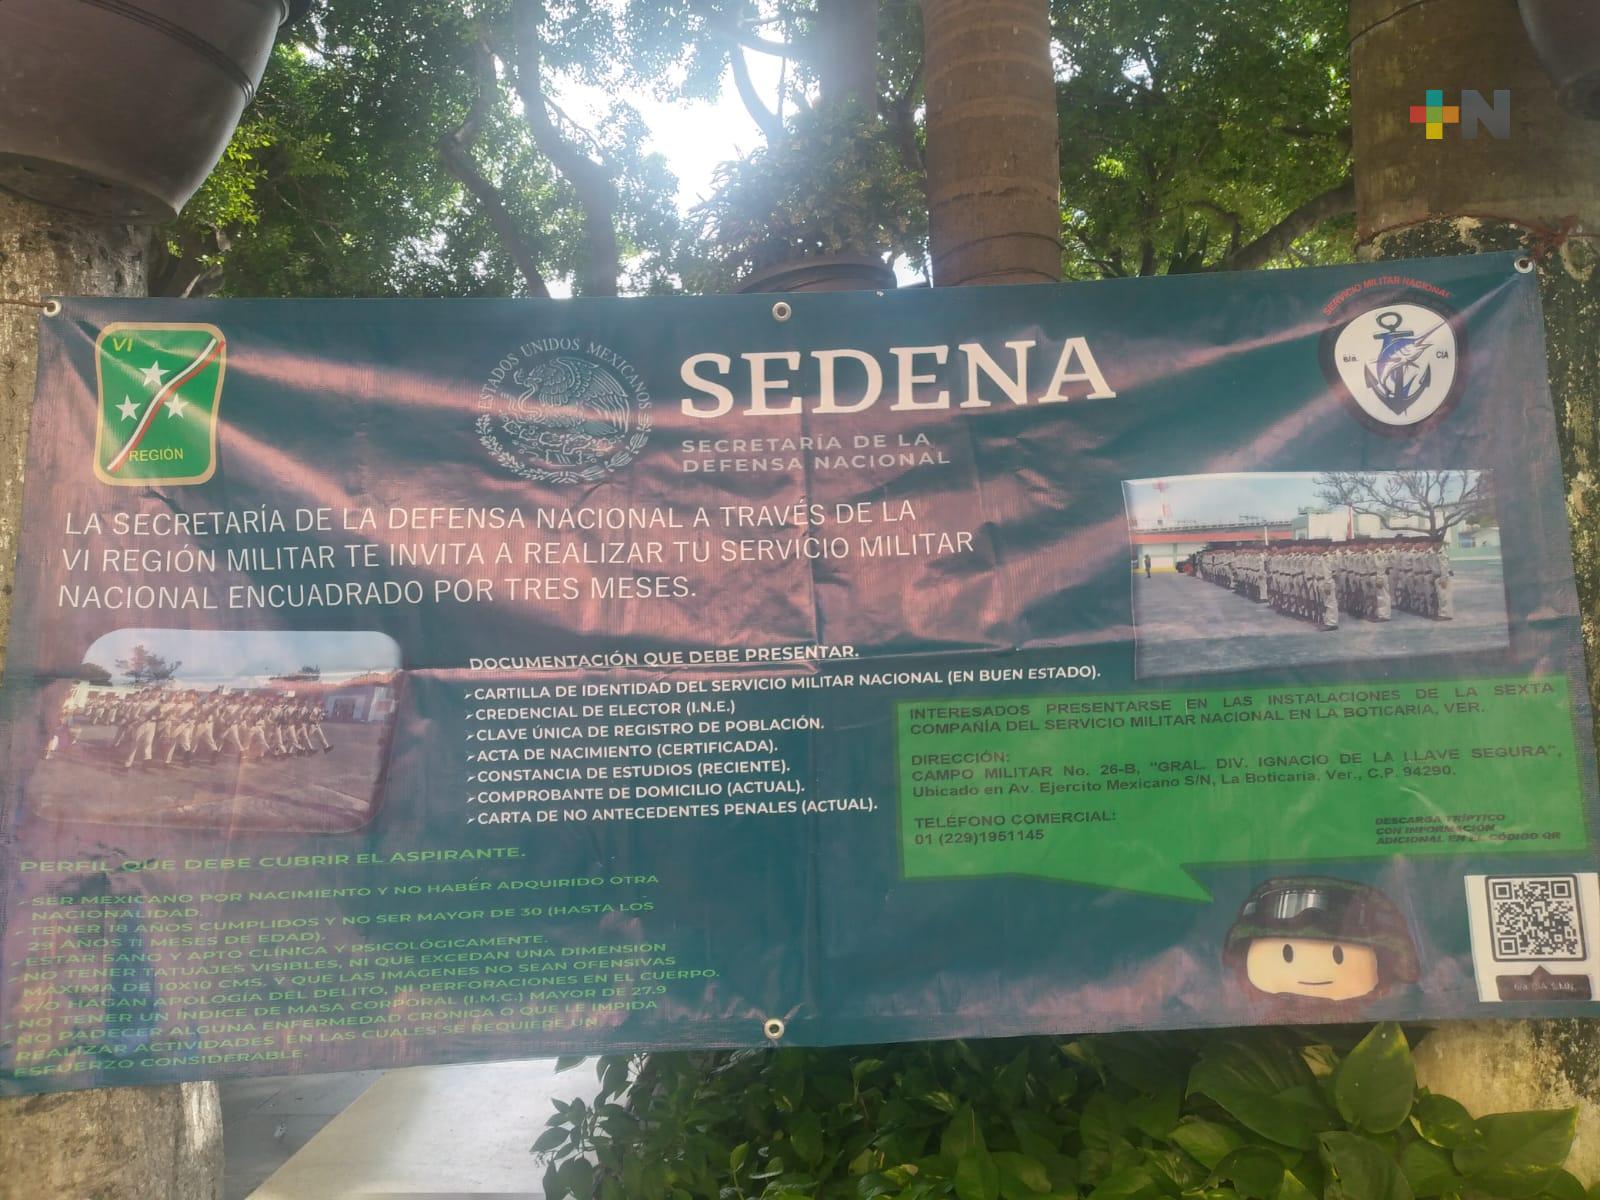 +N
VI
REGIÓN
ESTADOS UNIDOS MEXICANOS
SEDENA
SECRETARÍA DE LA
DEFENSA NACIONAL
SERVICIO MILITAR NACIONAL
6/a. CIA
LA SECRETARÍA DE LA DEFENSA NACIONAL A TRAVÉS DE LA
VI REGIÓN MILITAR TE INVITA A REALIZAR TU SERVICIO MILITAR
NACIONAL ENCUADRADO POR TRES MESES.
DOCUMENTACIÓN QUE DEBE PRESENTAR.
➢CARTILLA DE IDENTIDAD DEL SERVICIO MILITAR NACIONAL (EN BUEN ESTADO).
➢CREDENCIAL DE ELECTOR (I.N.E.)
➢CLAVE ÚNICA DE REGISTRO DE POBLACIÓN.
➢ACTA DE NACIMIENTO (CERTIFICADA).
➢CONSTANCIA DE ESTUDIOS (RECIENTE).
➢COMPROBANTE DE DOMICILIO (ACTUAL).
➢CARTA DE NO ANTECEDENTES PENALES (ACTUAL).
INTERESADOS PRESENTARSE EN LAS INSTALACIONES DE LA SEXTA
COMPAÑÍA DEL SERVICIO MILITAR NACIONAL EN LA BOTICARIA, VER.
DIRECCIÓN:
CAMPO MILITAR No. 26-B, "GRAL. DIV. IGNACIO DE LA LLAVE SEGURA",
Ubicado en Av. Ejercito Mexicano S/N, La Boticaria, Ver., C.P. 94290.
TELÉFONO COMERCIAL:
01 (229)1951145
DESCARGA TRÍPTICO
CON INFORMACIÓN
ADICIONAL EN EL CÓDIGO QR
6/a. CIA. S.M.N.
PERFIL QUE DEBE CUBRIR EL ASPIRANTE.
➢SER MEXICANO POR NACIMIENTO Y NO HABER ADQUIRIDO OTRA
NACIONALIDAD.
➢TENER 18 AÑOS CUMPLIDOS Y NO SER MAYOR DE 30 (HASTA LOS
29 AÑOS 11 MESES DE EDAD).
➢ESTAR SANO Y APTO CLÍNICA Y PSICOLÓGICAMENTE.
➢NO TENER TATUAJES VISIBLES, NI QUE EXCEDAN UNA DIMENSIÓN
MÁXIMA DE 10X10 CMS. Y QUE LAS IMÁGENES NO SEAN OFENSIVAS
Y/O HAGAN APOLOGÍA DEL DELITO, NI PERFORACIONES EN EL CUERPO.
➢NO TENER UN ÍNDICE DE MASA CORPORAL (I.M.C.) MAYOR DE 27.9
➢NO PADECER ALGUNA ENFERMEDAD CRÓNICA O QUE LE IMPIDA
REALIZAR ACTIVIDADES EN LAS CUALES SE REQUIERE UN
ESFUERZO CONSIDERABLE.